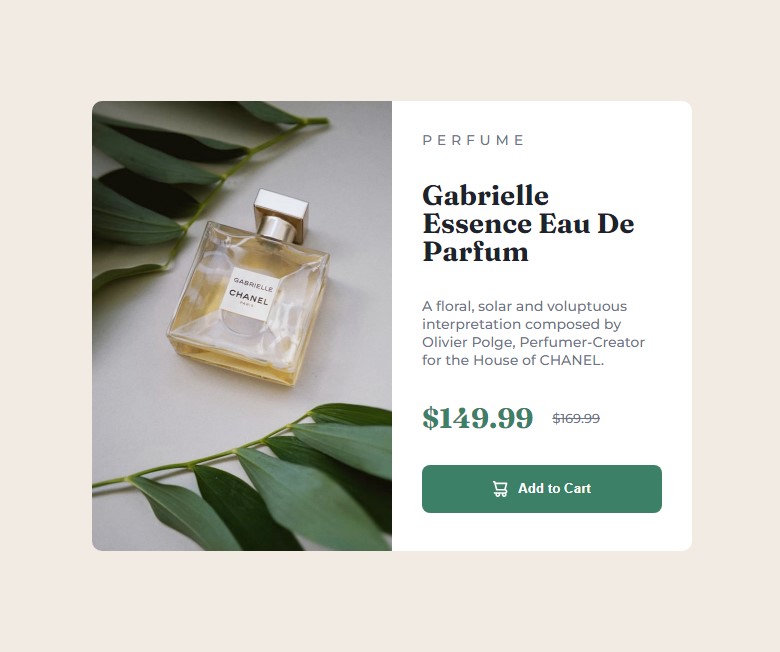 GABRIELLE
CHANEL
PARIS
PERFUME
Gabrielle
Essence Eau De
Parfum
A floral, solar and voluptuous
interpretation composed by
Olivier Polge, Perfumer-Creator
for the House of CHANEL.
$149.99 $169.99
Add to Cart